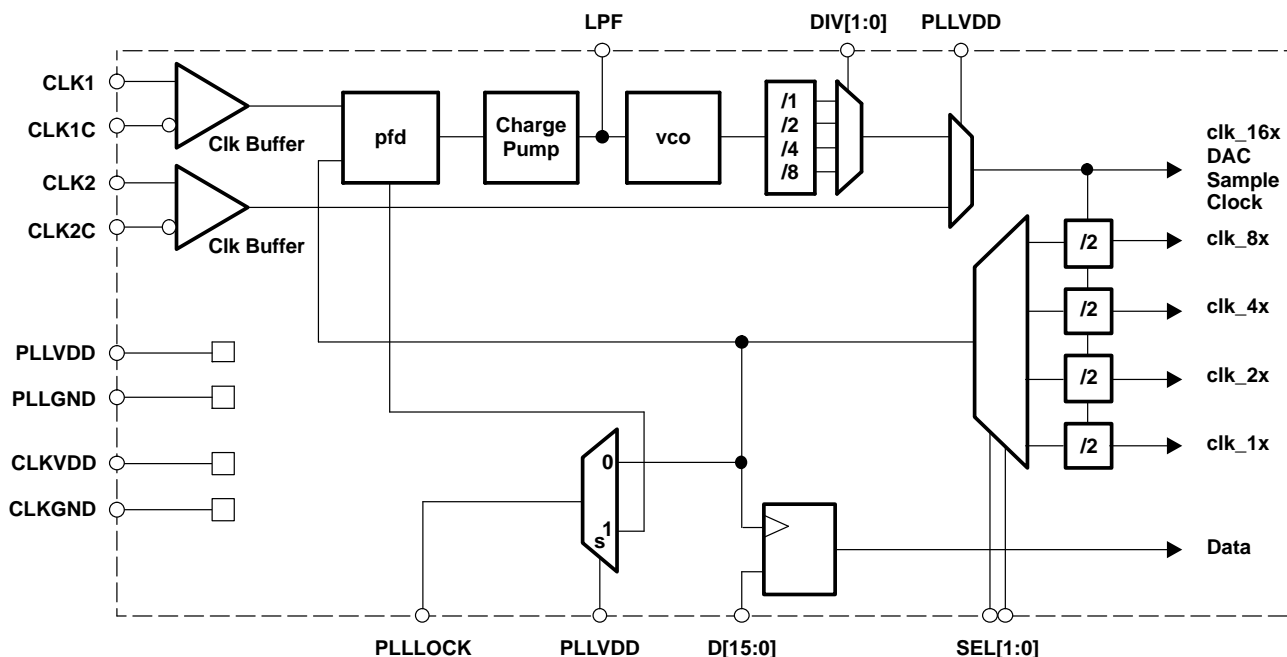 LPF
DIV[1:0]
PLLVDD
CLK1
CLK1C
Clk Buffer
CLK2
CLK2C
Clk Buffer
pfd
Charge
Pump
vco
/1
/2
/4
/8
clk_16x
DAC
Sample
Clock
/2
clk_8x
/2
clk_4x
/2
clk_2x
/2
clk_1x
PLLVDD
PLLGND
CLKVDD
CLKGND
0
1
s
Data
PLLLOCK
PLLVDD
D[15:0]
SEL[1:0]